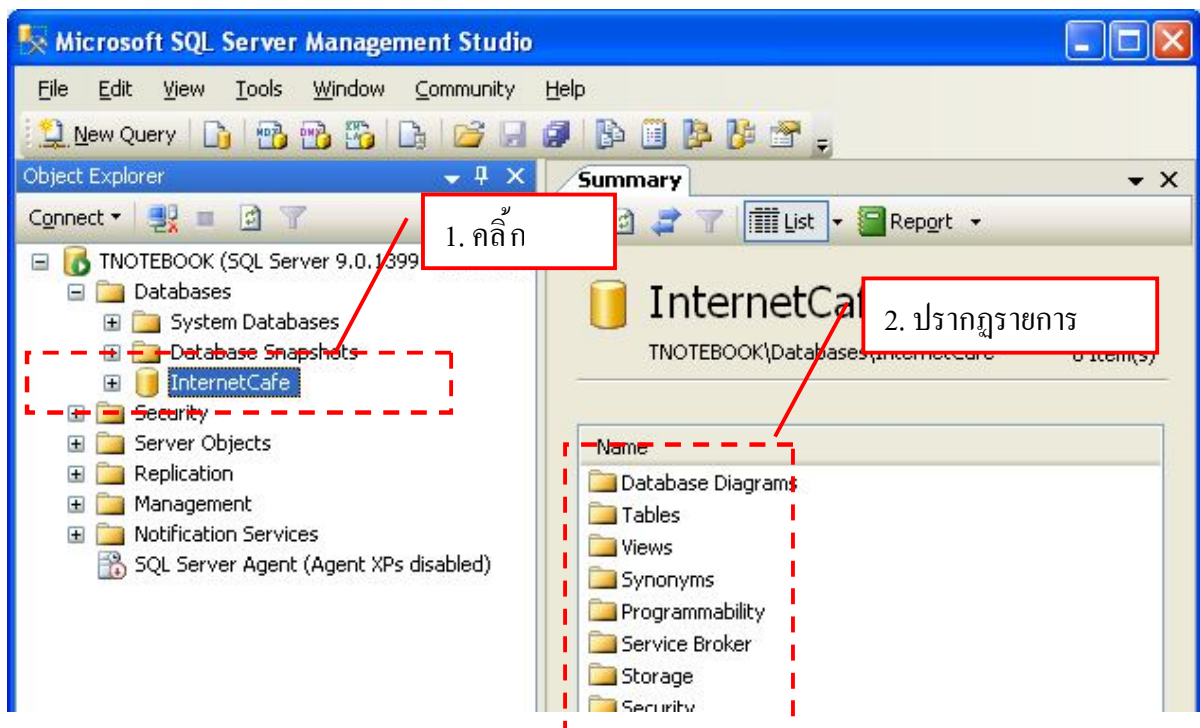 Microsoft SQL Server Management Studio
File Edit View Tools Window Community Help
New Query
Object Explorer
Connect
TNOTEBOOK (SQL Server 9.0.1399
Databases
System Databases
Database Snapshots
InternetCafe
Security
Server Objects
Replication
Management
Notification Services
SQL Server Agent (Agent XPs disabled)
1. คลิ้ก
Summary
List Report
InternetCafe
2. ปรากฏรายการ
TNOTEBOOK\Databases\InternetCafe
Item(s)
Name
Database Diagrams
Tables
Views
Synonyms
Programmability
Service Broker
Storage
Security